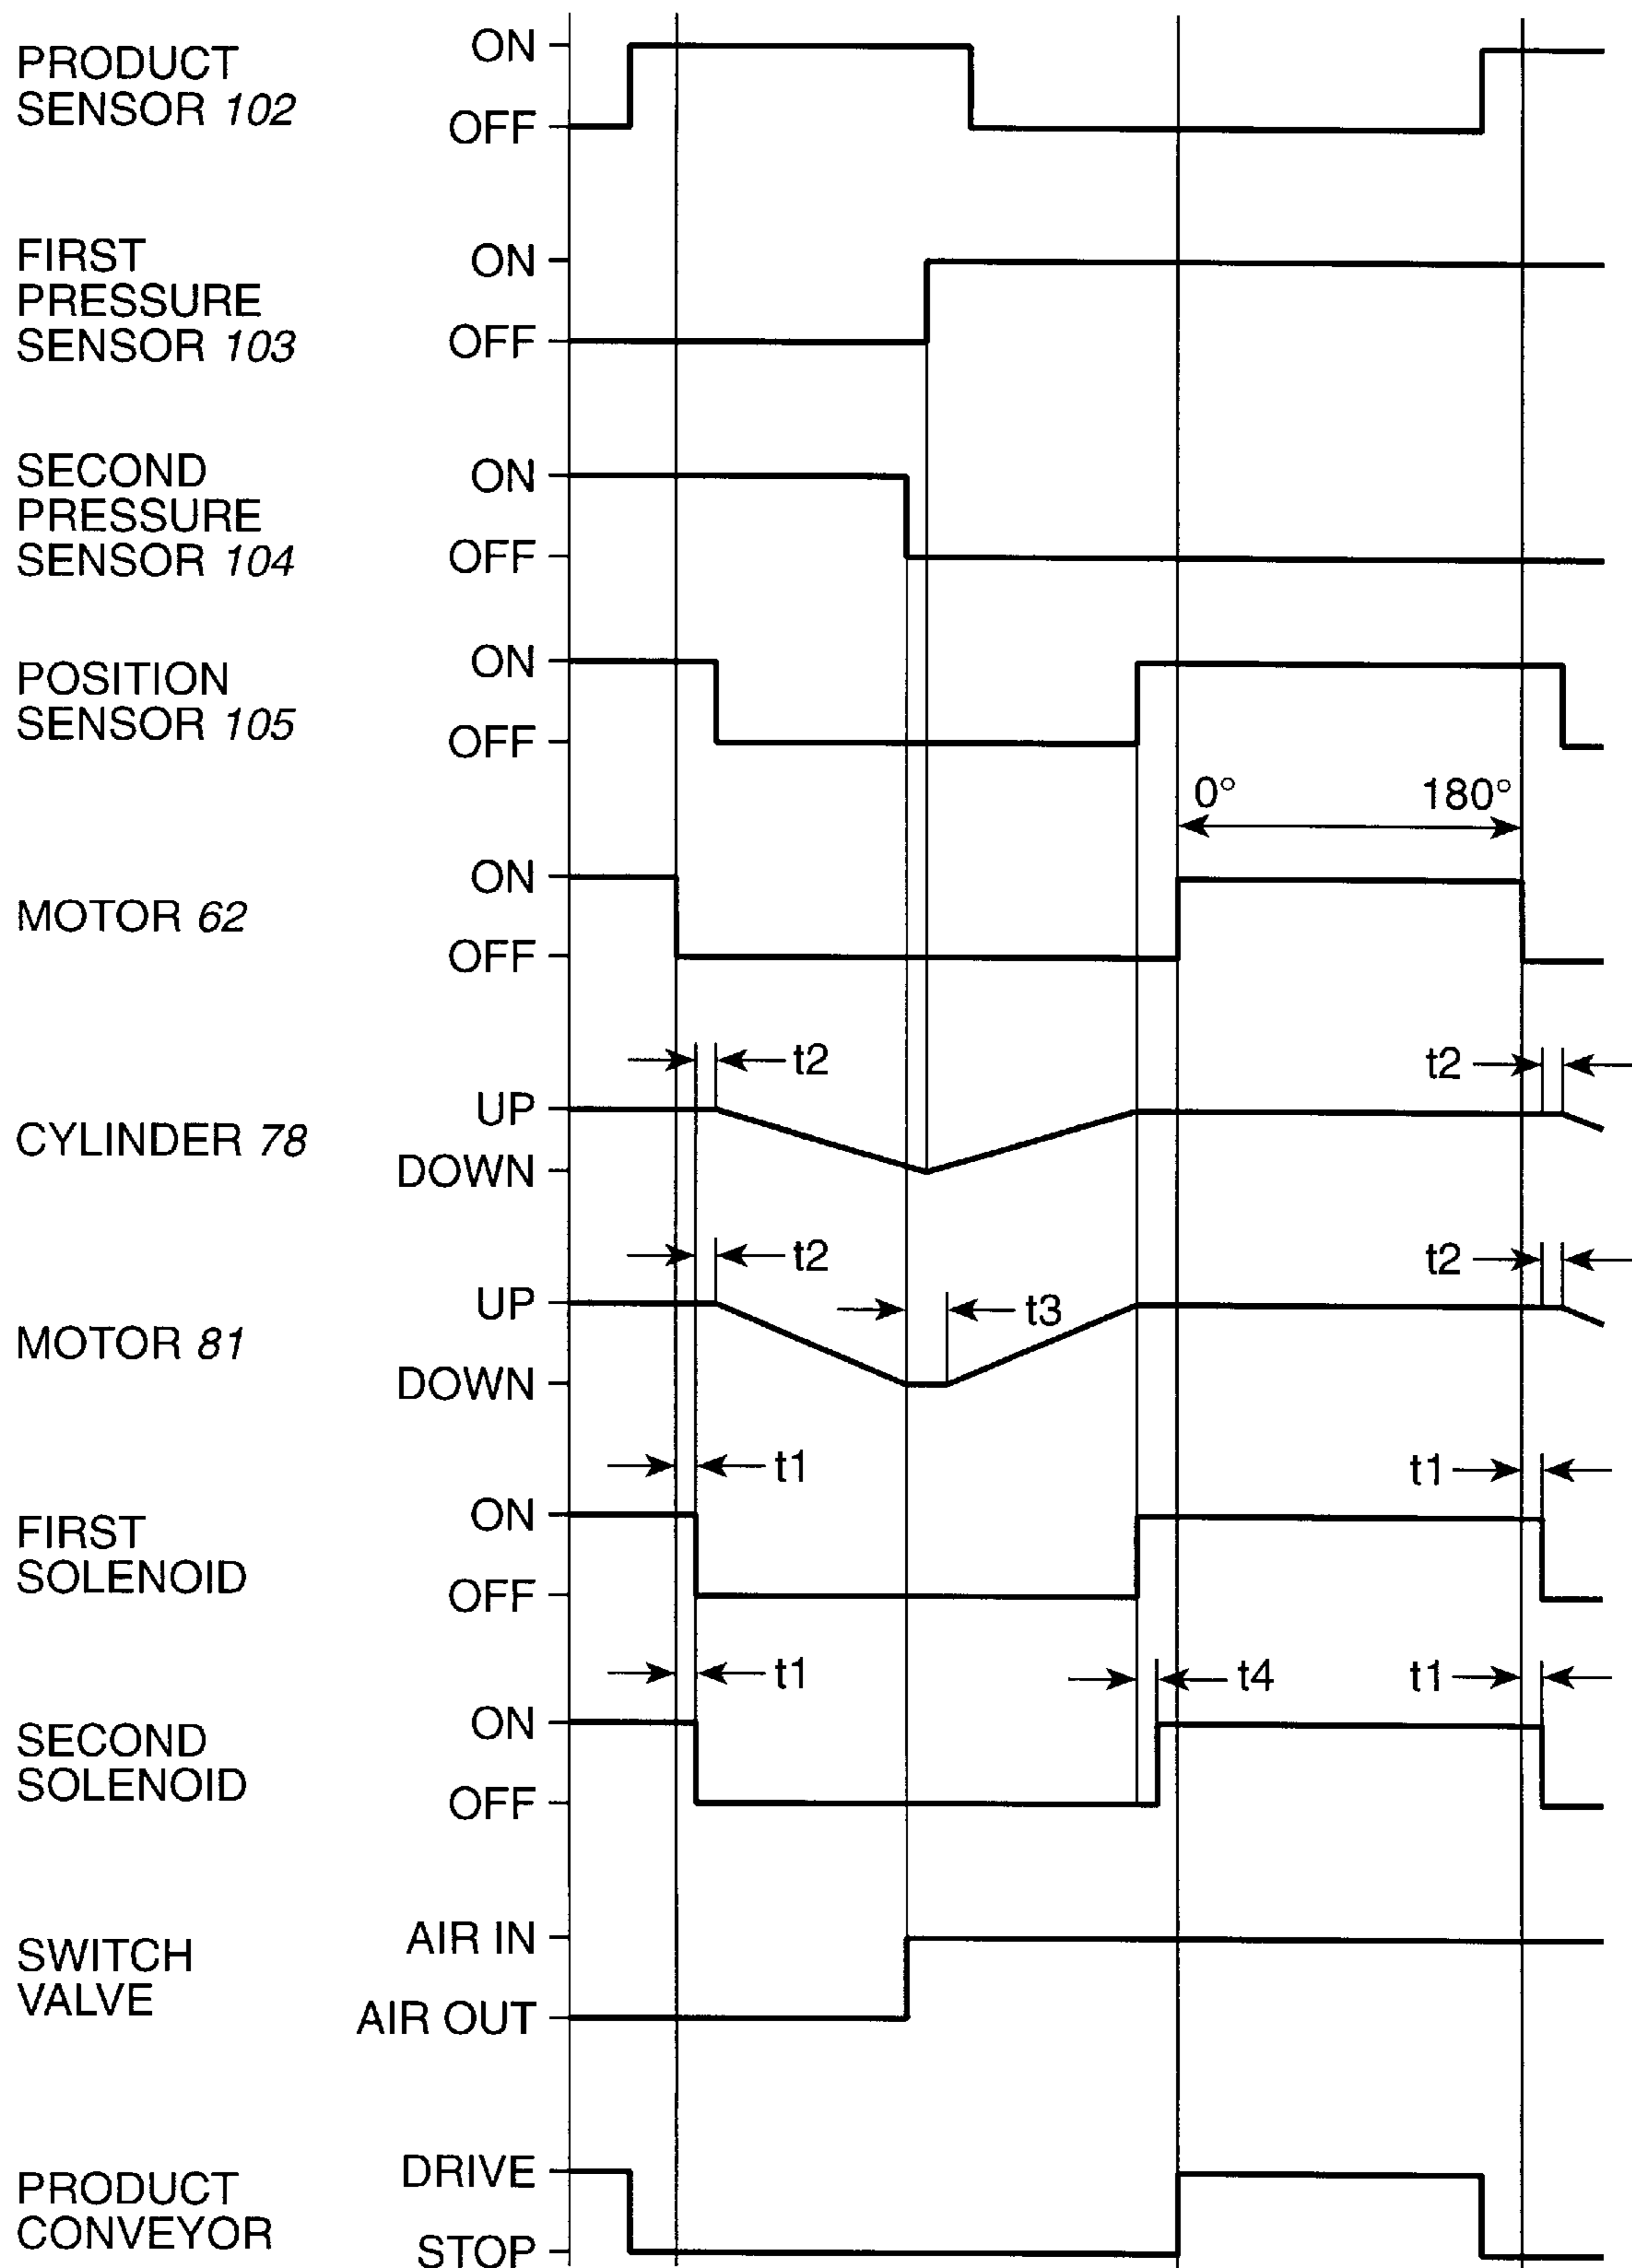 PRODUCT
SENSOR 102
ON
OFF
FIRST
PRESSURE
SENSOR 103
ON
OFF
SECOND
PRESSURE
SENSOR 104
ON
OFF
POSITION
SENSOR 105
ON
OFF
0° 180°
MOTOR 62
ON
OFF
t2 t2
CYLINDER 78
UP
DOWN
t2 t2
t3
MOTOR 81
UP
DOWN
t1 t1
FIRST
SOLENOID
ON
OFF
t1 t4 t1
SECOND
SOLENOID
ON
OFF
SWITCH
VALVE
AIR IN
AIR OUT
PRODUCT
CONVEYOR
DRIVE
STOP